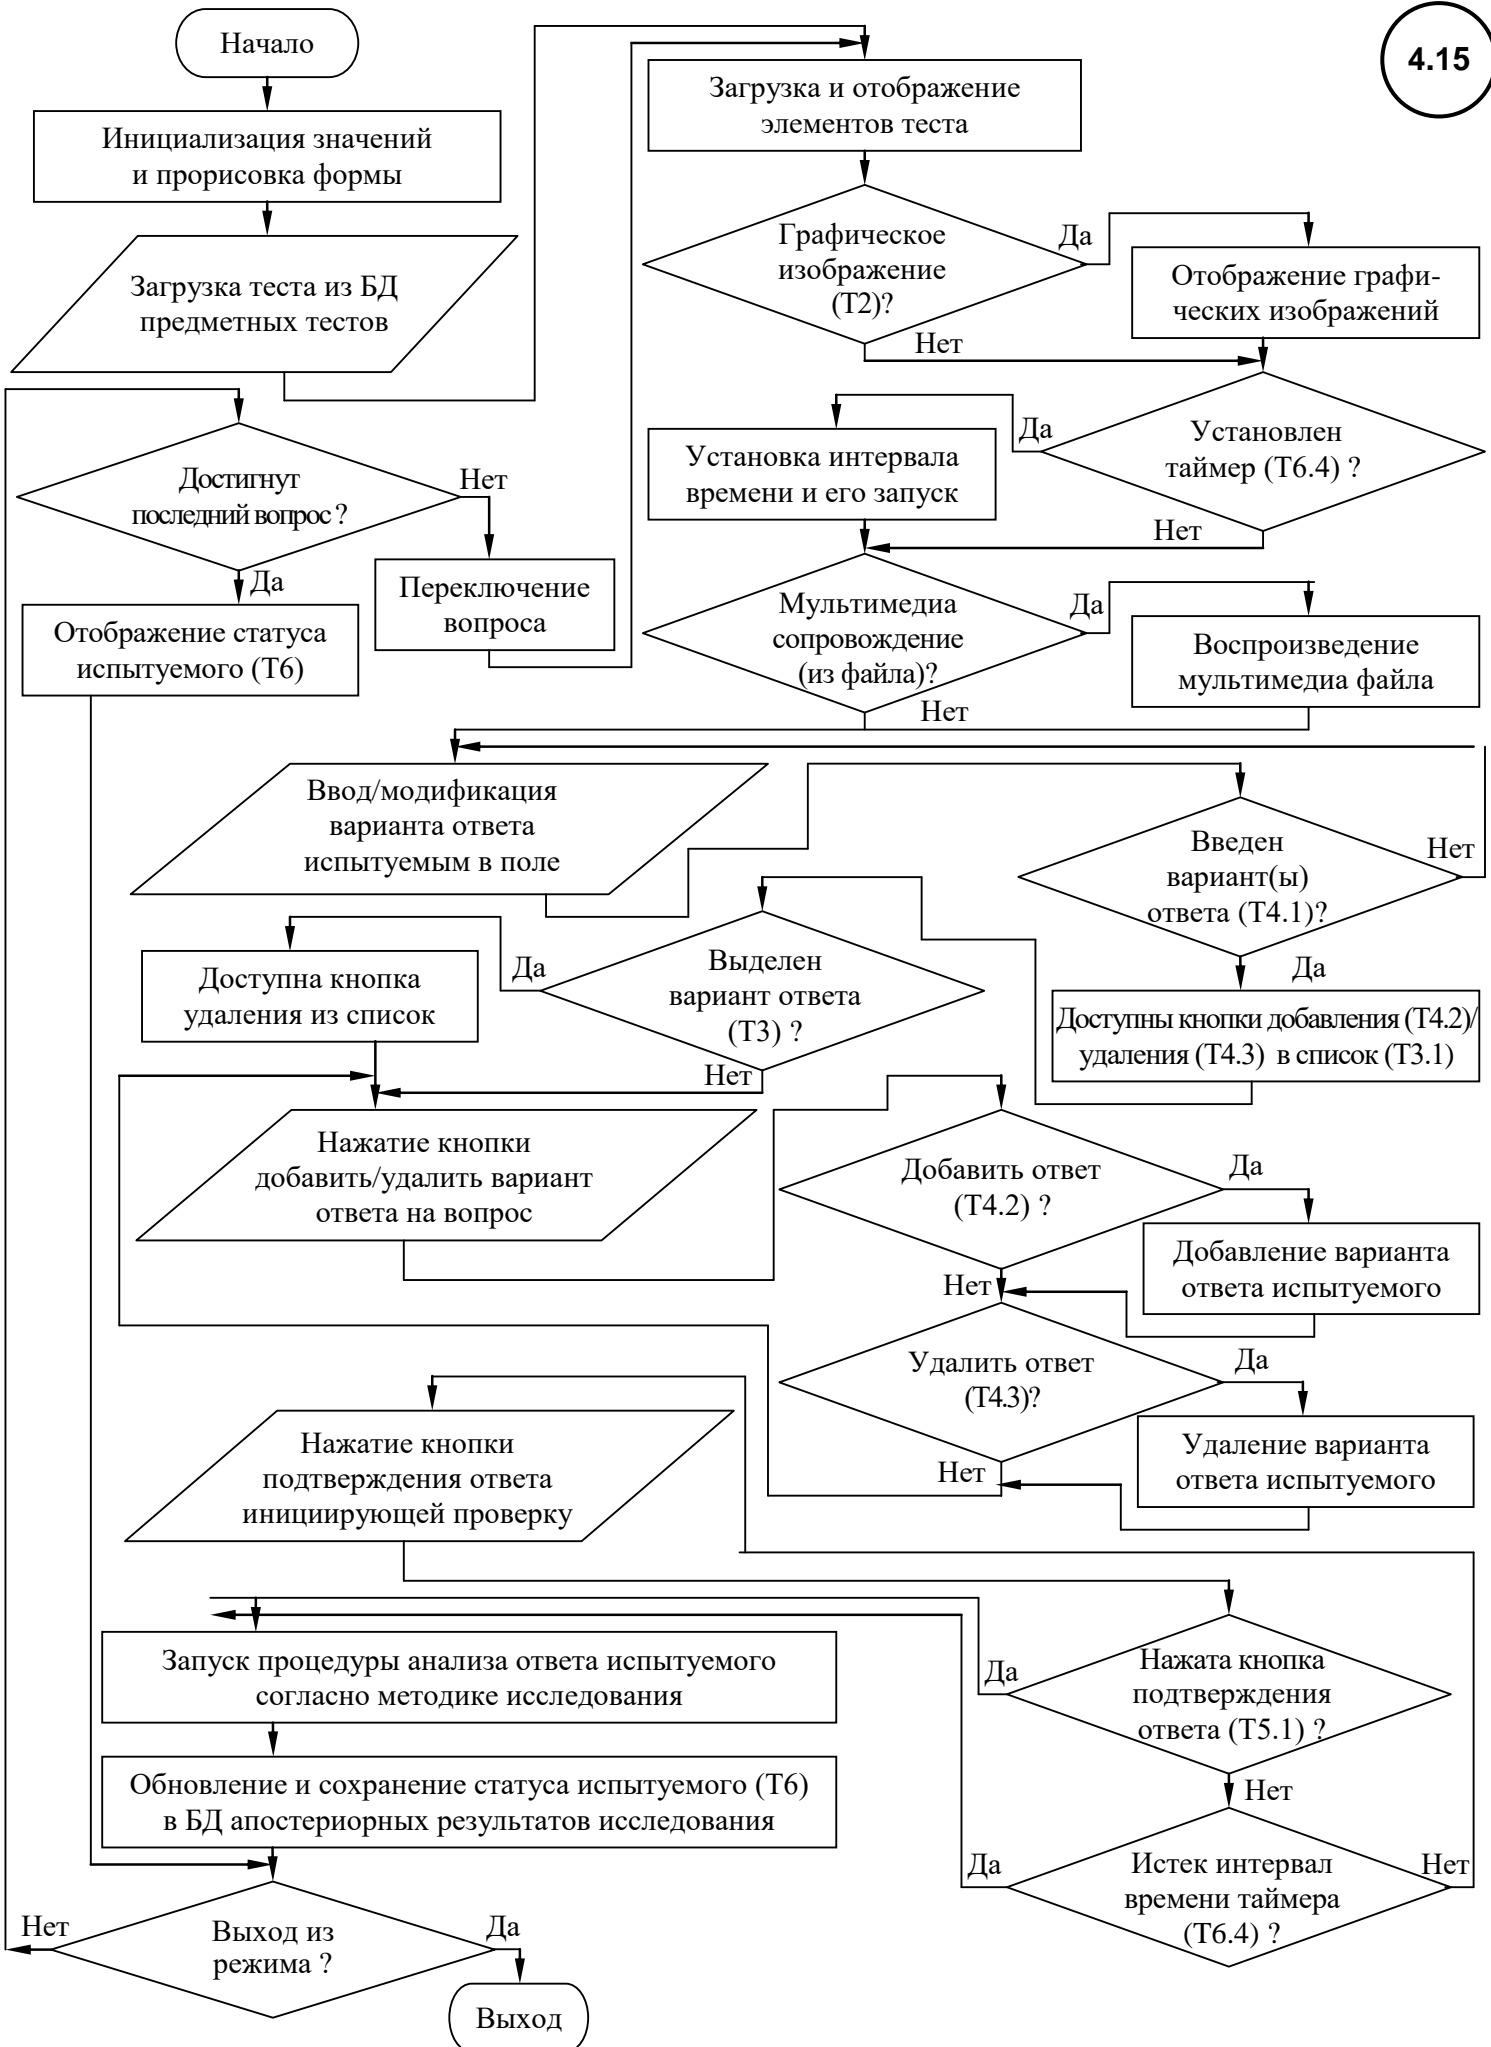 Начало
4.15
Инициализация значений
и прорисовка формы
Загрузка и отображение
элементов теста
Загрузка теста из БД
предметных тестов
Графическое
изображение
(Т2)?
Да
Нет
Отображение графи-
ческих изображений
Установлен
таймер (Т6.4) ?
Да
Нет
Установка интервала
времени и его запуск
Достигнут
последний вопрос ?
Нет
Да
Переключение
вопроса
Отображение статуса
испытуемого (Т6)
Мультимедиа
сопровождение
(из файла)?
Да
Нет
Воспроизведение
мультимедиа файла
Ввод/модификация
варианта ответа
испытуемым в поле
Введен
вариант(ы)
ответа (Т4.1)?
Нет
Да
Доступны кнопки добавления (Т4.2)/
удаления (Т4.3) в список (Т3.1)
Выделен
вариант ответа
(Т3) ?
Да
Нет
Доступна кнопка
удаления из список
Нажатие кнопки
добавить/удалить вариант
ответа на вопрос
Добавить ответ
(Т4.2) ?
Да
Нет
Добавление варианта
ответа испытуемого
Удалить ответ
(Т4.3)?
Да
Нет
Удаление варианта
ответа испытуемого
Нажатие кнопки
подтверждения ответа
инициирующей проверку
Нажата кнопка
подтверждения
ответа (Т5.1) ?
Да
Нет
Запуск процедуры анализа ответа испытуемого
согласно методике исследования
Обновление и сохранение статуса испытуемого (Т6)
в БД апостериорных результатов исследования
Истек интервал
времени таймера
(Т6.4) ?
Да
Нет
Выход из
режима ?
Нет
Да
Выход